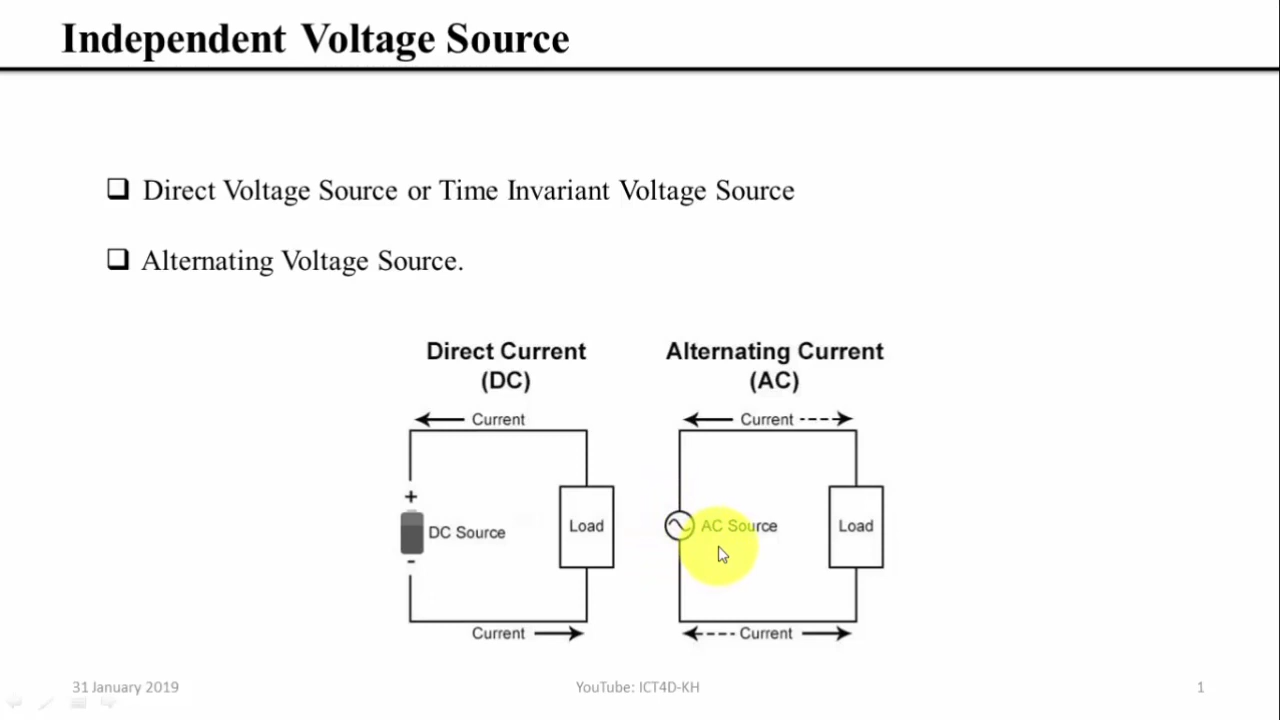 Independent Voltage Source
Direct Voltage Source or Time Invariant Voltage Source
Alternating Voltage Source.
Direct Current
(DC)
Current
+
DC Source
-
Load
Current
Alternating Current
(AC)
Current
AC Source
Load
Current
31 January 2019
YouTube: ICT4D-KH
1